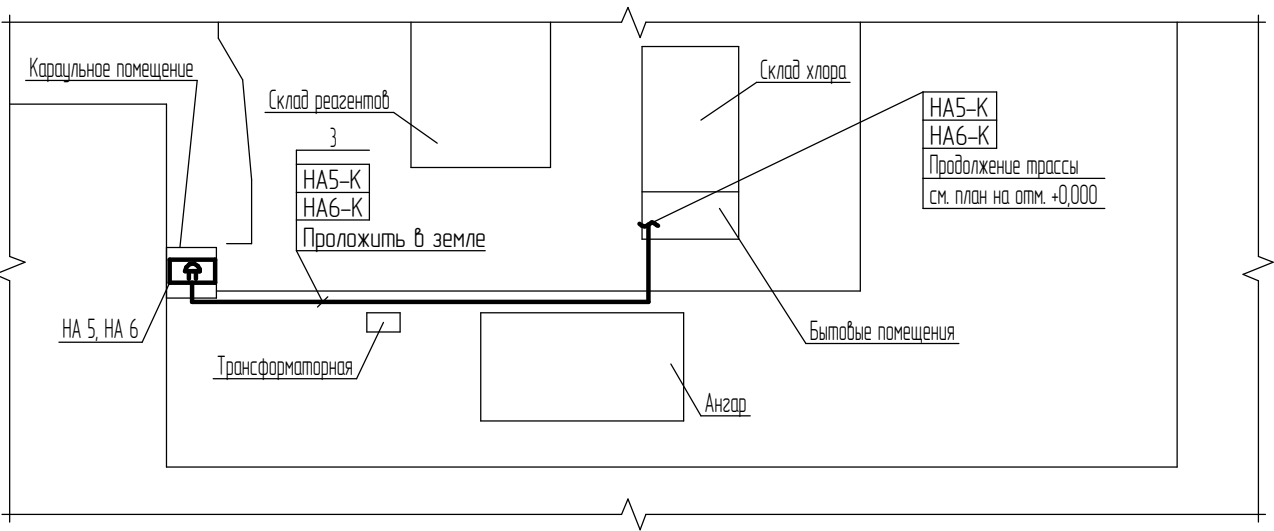 Караульное помещение
Склад реагентов
Склад хлора
3
НА5-К
НА6-К
Проложить в земле
НА5-К
НА6-К
Продолжение трассы
см. план на отм. +0,000
НА 5, НА 6
Трансформаторная
Бытовые помещения
Ангар